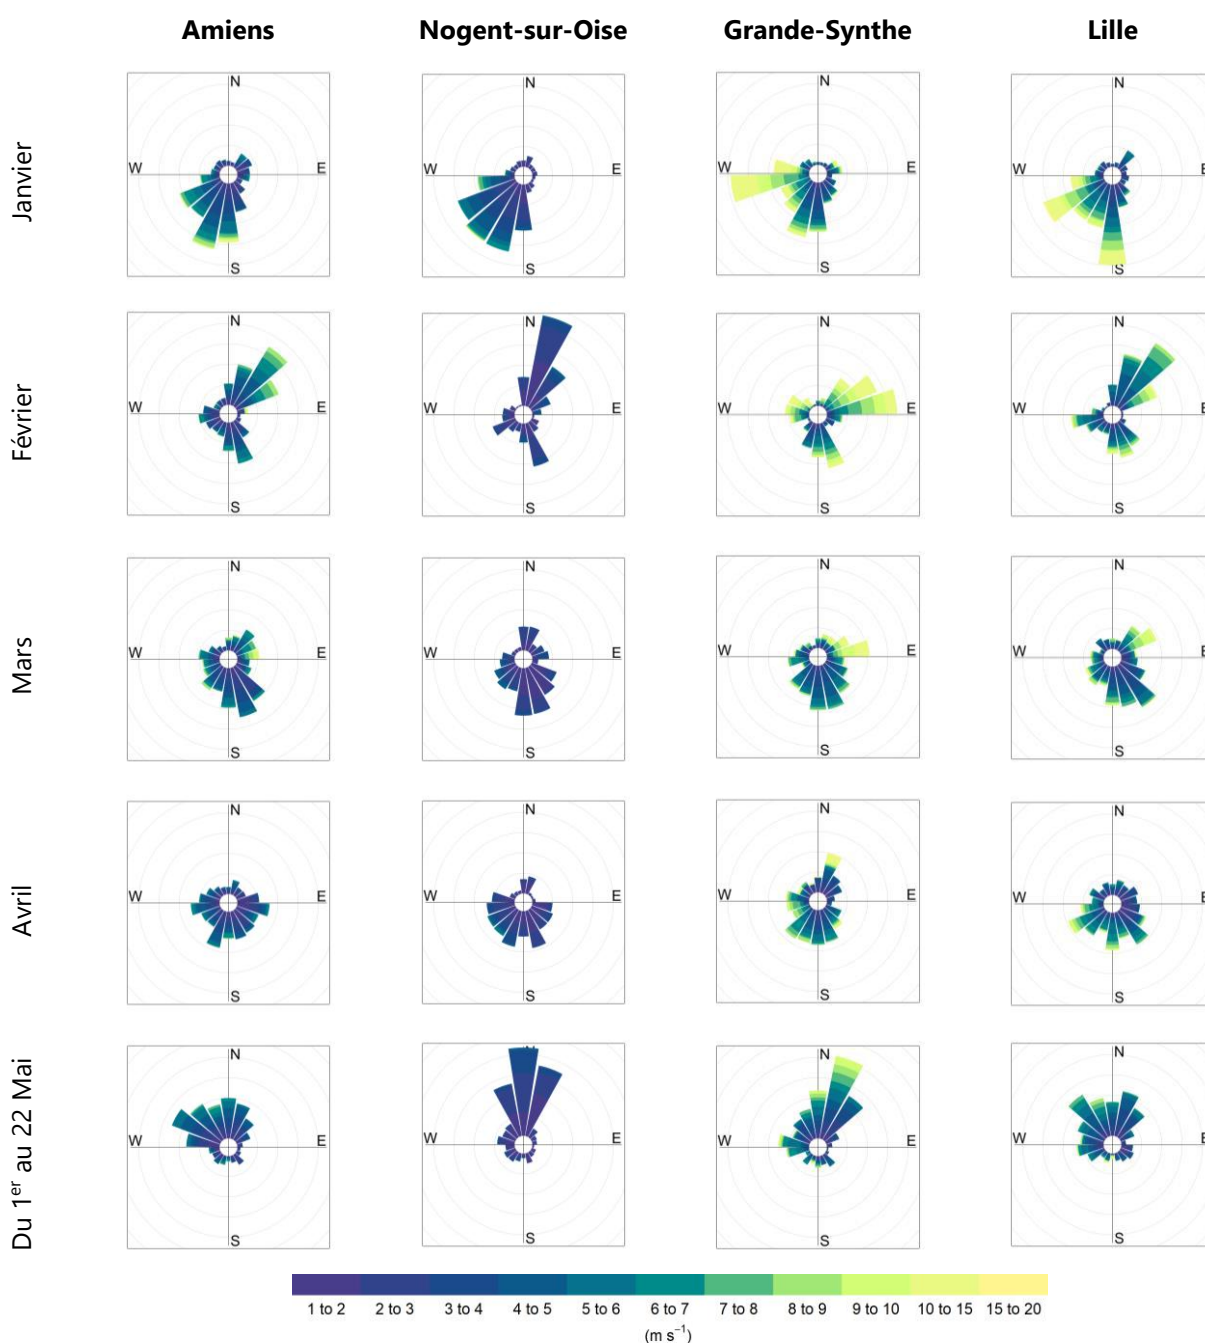 Amiens Nogent-sur-Oise Grande-Synthe Lille
Janvier
N N N N
W E W E W E W E
S S S S
Février
N N N N
W E W E W E W E
S S S S
Mars
N N N N
W E W E W E W E
S S S S
Avril
N N N N
W E W E W E W E
S S S S
Du 1er au 22 Mai
N N N N
W E W E W E W E
S S S S
1 to 2 2 to 3 3 to 4 4 to 5 5 to 6 6 to 7 7 to 8 8 to 9 9 to 10 10 to 15 15 to 20
(m s⁻¹)